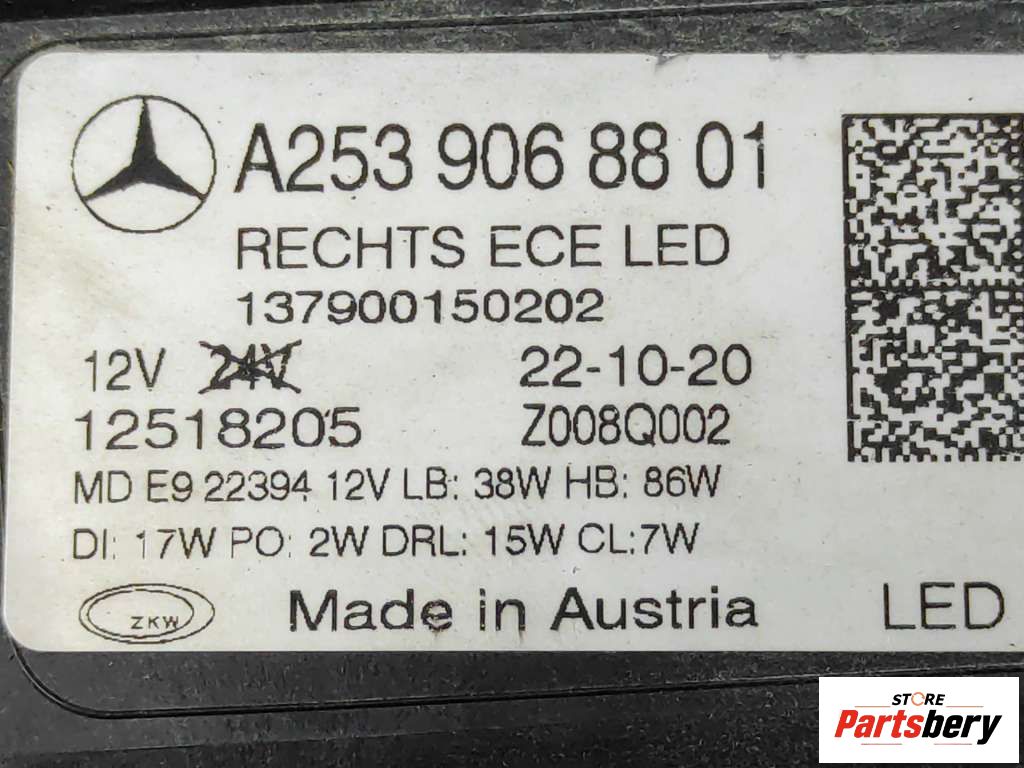 A253 906 88 01
RECHTS ECE LED
137900150202
12V 24V 22-10-20
12518205 Z008Q002
MD E9 22394 12V LB: 38W HB: 86W
DI: 17W PO: 2W DRL: 15W CL:7W
ZKW Made in Austria LED
STORE
Partsbery